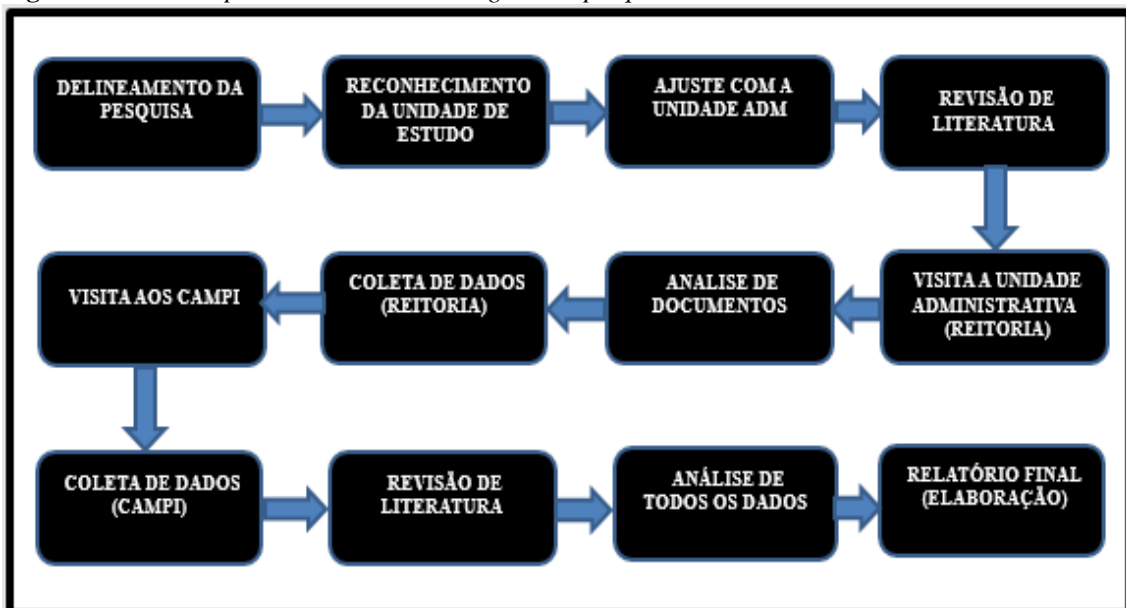 DELINEAMENTO DA
PESQUISA
RECONHECIMENTO
DA UNIDADE DE
ESTUDO
AJUSTE COM A
UNIDADE ADM
REVISÃO DE
LITERATURA
VISITA A UNIDADE
ADMINISTRATIVA
(REITORIA)
ANALISE DE
DOCUMENTOS
COLETA DE DADOS
(REITORIA)
VISITA AOS CAMPI
COLETA DE DADOS
(CAMPI)
REVISÃO DE
LITERATURA
ANÁLISE DE
TODOS OS DADOS
RELATÓRIO FINAL
(ELABORAÇÃO)